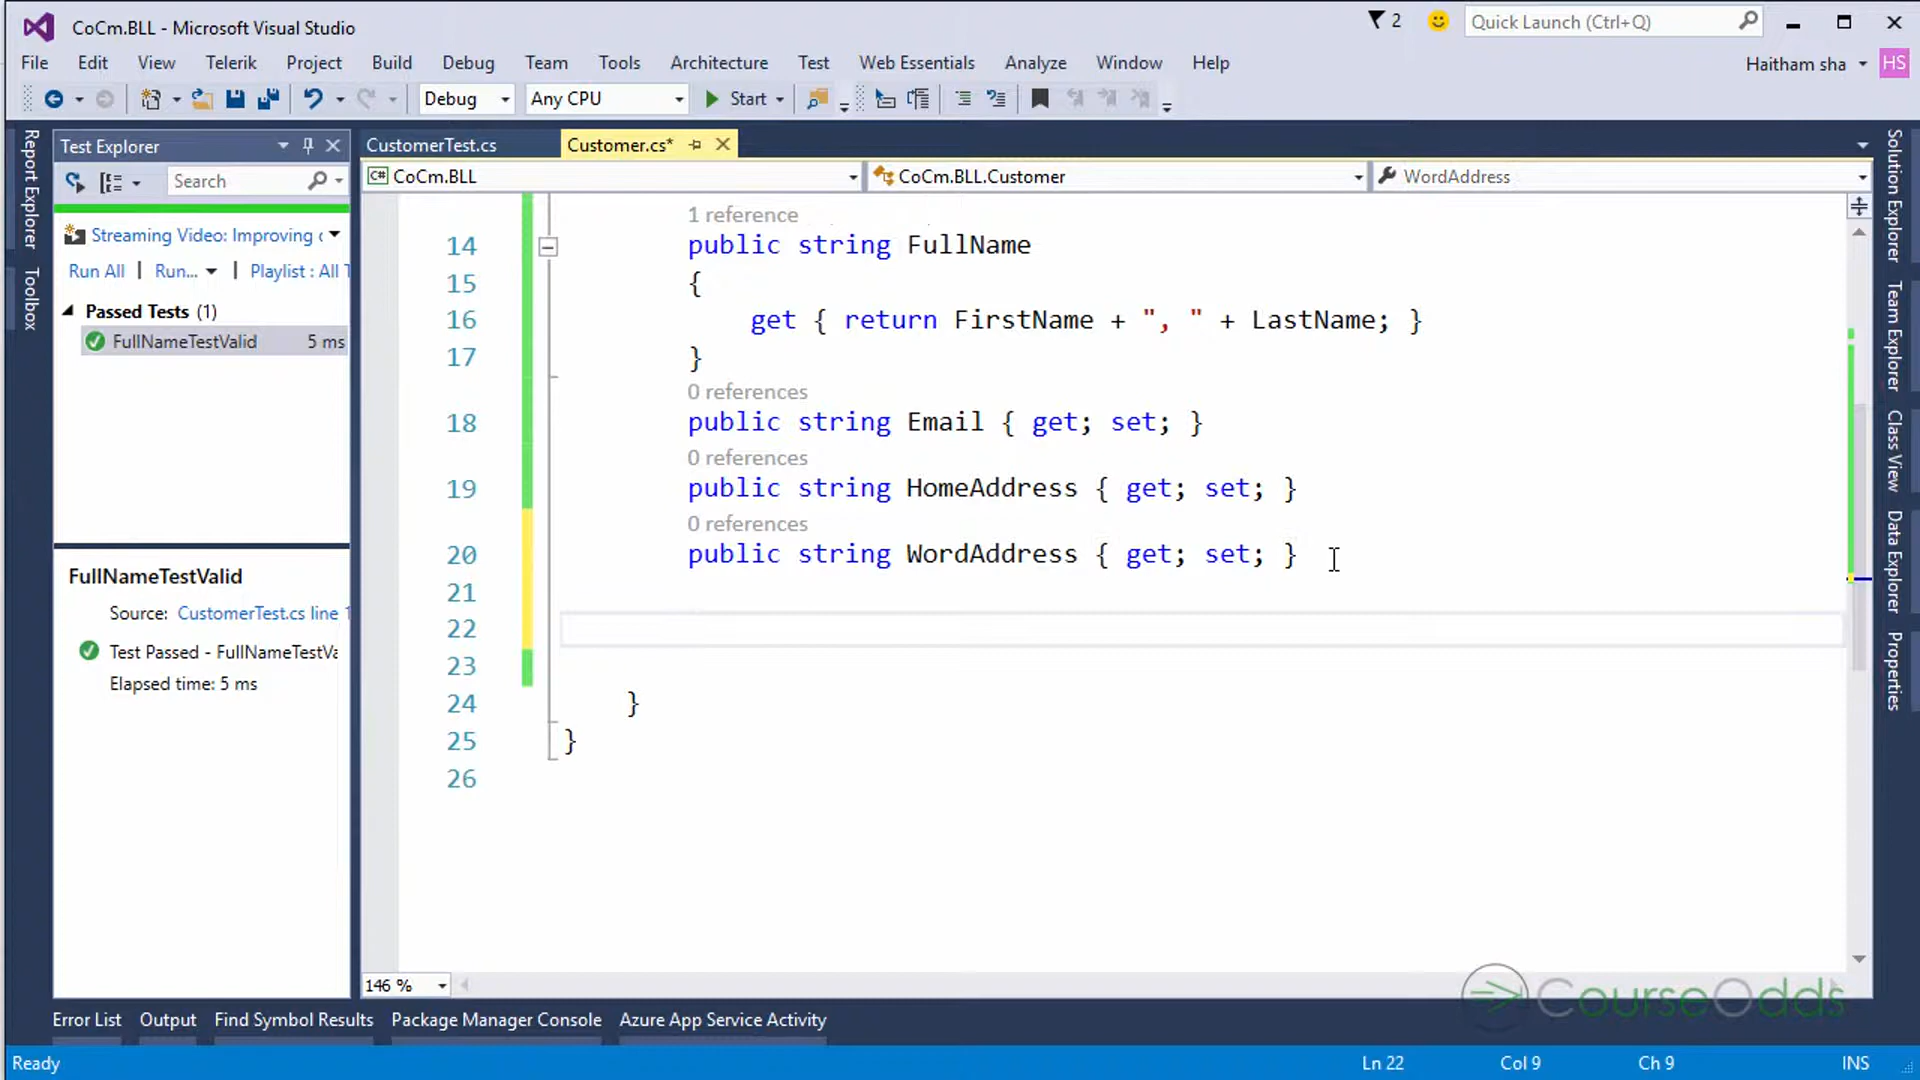 CoCm.BLL - Microsoft Visual Studio
2
Quick Launch (Ctrl+Q)
File Edit View Telerik Project Build Debug Team Tools Architecture Test Web Essentials Analyze Window Help
Haitham sha
HS
Debug
Any CPU
Start
Report Explorer
Toolbox
Test Explorer
Search
Streaming Video: Improving
Run All | Run... | Playlist : All
Passed Tests (1)
FullNameTestValid 5 ms
FullNameTestValid
Source: CustomerTest.cs line
Test Passed - FullNameTestVa
Elapsed time: 5 ms
CustomerTest.cs
Customer.cs*
CoCm.BLL
CoCm.BLL.Customer
WordAddress
1 reference
14 public string FullName
15 {
16 get { return FirstName + ", " + LastName; }
17 }
0 references
18 public string Email { get; set; }
0 references
19 public string HomeAddress { get; set; }
0 references
20 public string WordAddress { get; set; }
21
22
23
24 }
25 }
26
146 %
Solution Explorer
Team Explorer
Class View
Data Explorer
Properties
CourseOdds
Error List Output Find Symbol Results Package Manager Console Azure App Service Activity
Ready
Ln 22 Col 9 Ch 9 INS